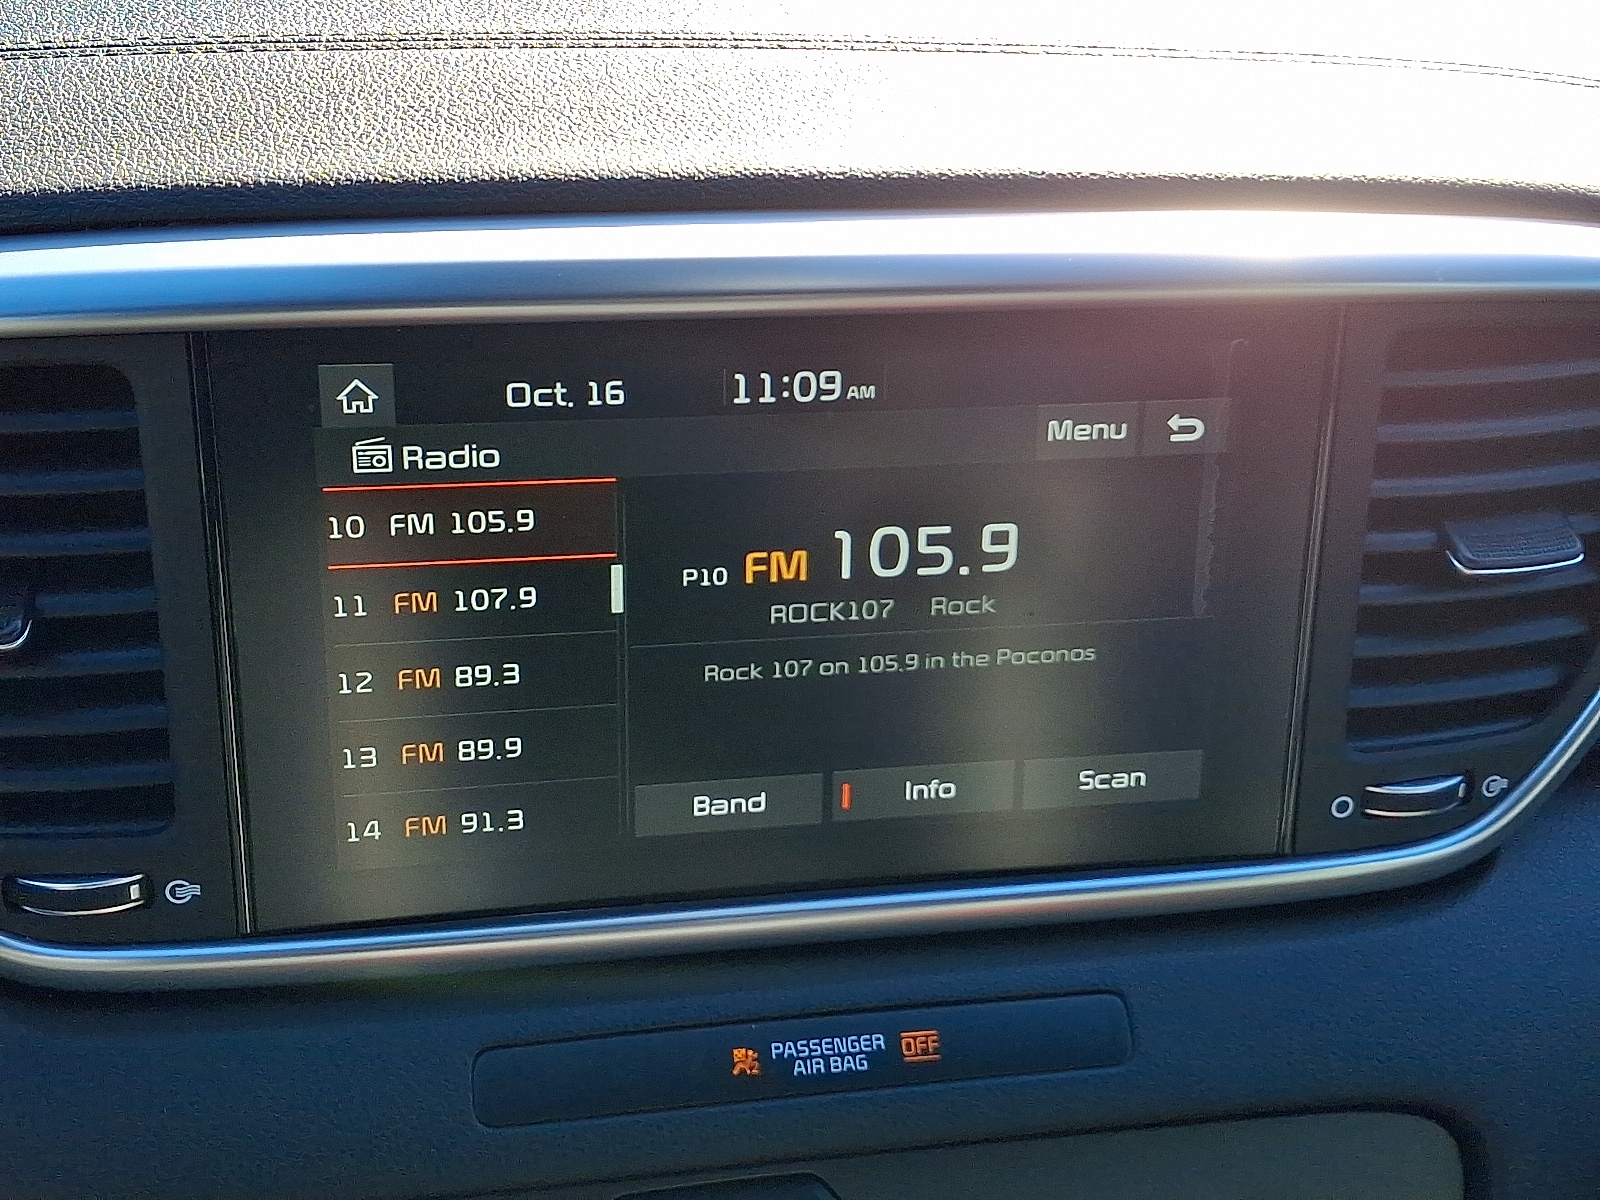 Oct. 16 11:09 AM
Menu
Radio
10 FM 105.9
11 FM 107.9
12 FM 89.3
13 FM 89.9
14 FM 91.3
P10 FM 105.9
ROCK107 Rock
Rock 107 on 105.9 in the Poconos
Band Info Scan
PASSENGER
AIR BAG
OFF